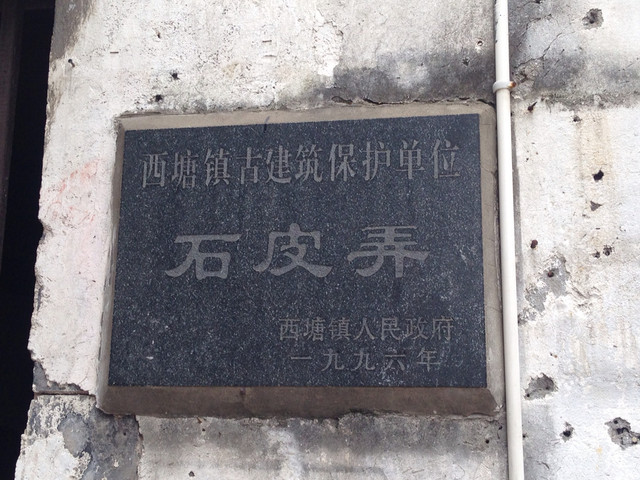 西塘镇古建筑保护单位
石皮弄
西塘镇人民政府
一九九六年